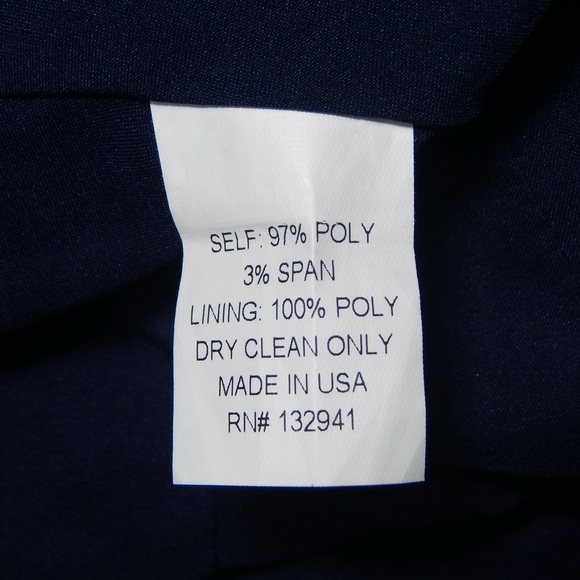 SELF: 97% POLY
3% SPAN
LINING: 100% POLY
DRY CLEAN ONLY
MADE IN USA
RN# 132941